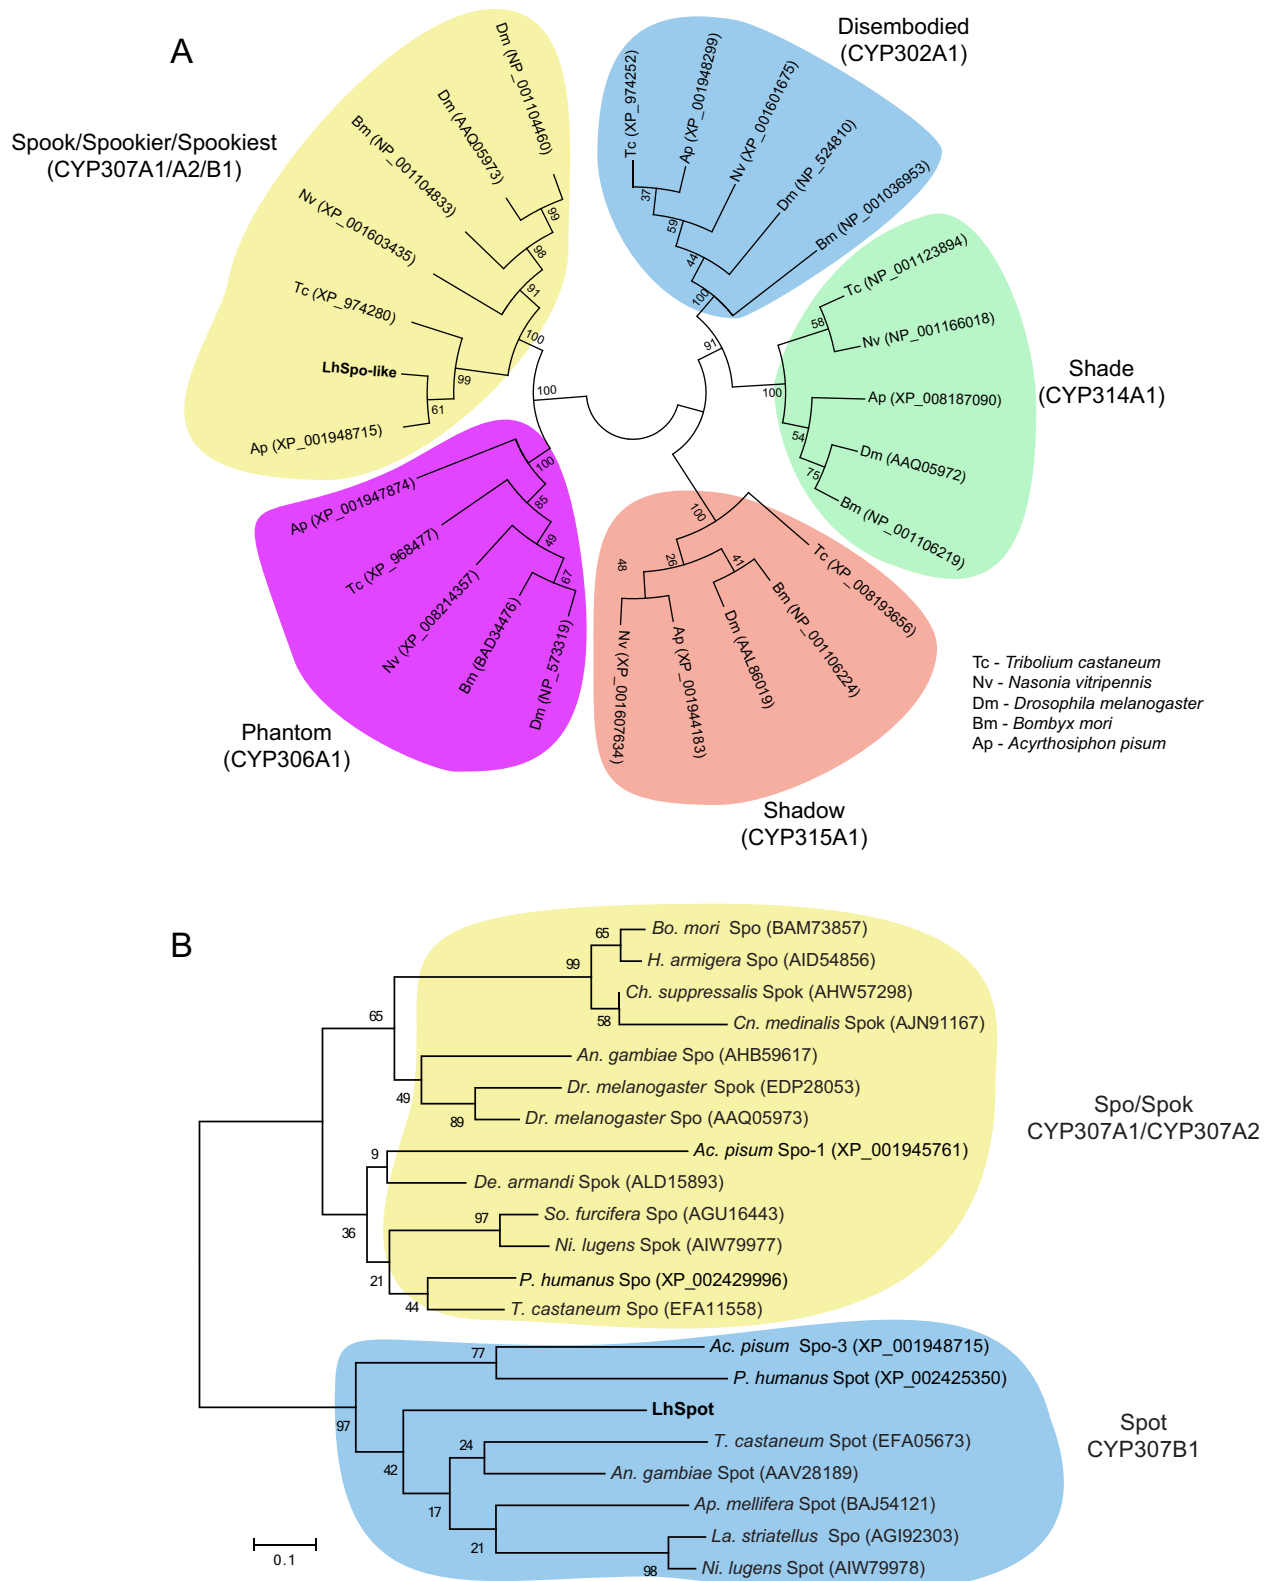 A
Spook/Spookier/Spookiest
(CYP307A1/A2/B1)
Dm (NP_001104460)
Dm (AAQ05973)
Bm (NP_001104833)
Nv (XP_001603435)
Tc (XP_974280)
LhSpo-like
Ap (XP_001948715)
99
98
91
100
99
61
100
Disembodied
(CYP302A1)
Tc (XP_974252)
Ap (XP_001948299)
Nv (XP_001601675)
Dm (NP_524810)
Bm (NP_001036953)
37
59
44
100
91
Shade
(CYP314A1)
Tc (NP_001123894)
Nv (NP_001166018)
Ap (XP_008187090)
Dm (AAQ05972)
Bm (NP_001106219)
58
100
54
75
Phantom
(CYP306A1)
Ap (XP_001947874)
Tc (XP_968477)
Nv (XP_008214357)
Bm (BAD34476)
Dm (NP_573319)
100
85
49
67
Shadow
(CYP315A1)
Nv (XP_001607634)
Ap (XP_001944183)
Dm (AAL86019)
Bm (NP_001106224)
Tc (XP_008193656)
100
26
48
41
Tc - Tribolium castaneum
Nv - Nasonia vitripennis
Dm - Drosophila melanogaster
Bm - Bombyx mori
Ap - Acyrthosiphon pisum
B
Bo. mori Spo (BAM73857)
H. armigera Spo (AID54856)
Ch. suppressalis Spok (AHW57298)
Cn. medinalis Spok (AJN91167)
An. gambiae Spo (AHB59617)
Dr. melanogaster Spok (EDP28053)
Dr. melanogaster Spo (AAQ05973)
Ac. pisum Spo-1 (XP_001945761)
De. armandi Spok (ALD15893)
So. furcifera Spo (AGU16443)
Ni. lugens Spok (AIW79977)
P. humanus Spo (XP_002429996)
T. castaneum Spo (EFA11558)
65
99
58
65
49
89
9
36
97
21
44
Spo/Spok
CYP307A1/CYP307A2
Ac. pisum Spo-3 (XP_001948715)
P. humanus Spot (XP_002425350)
LhSpot
T. castaneum Spot (EFA05673)
An. gambiae Spot (AAV28189)
Ap. mellifera Spot (BAJ54121)
La. striatellus Spo (AGI92303)
Ni. lugens Spot (AIW79978)
77
97
42
24
17
21
98
Spot
CYP307B1
0.1